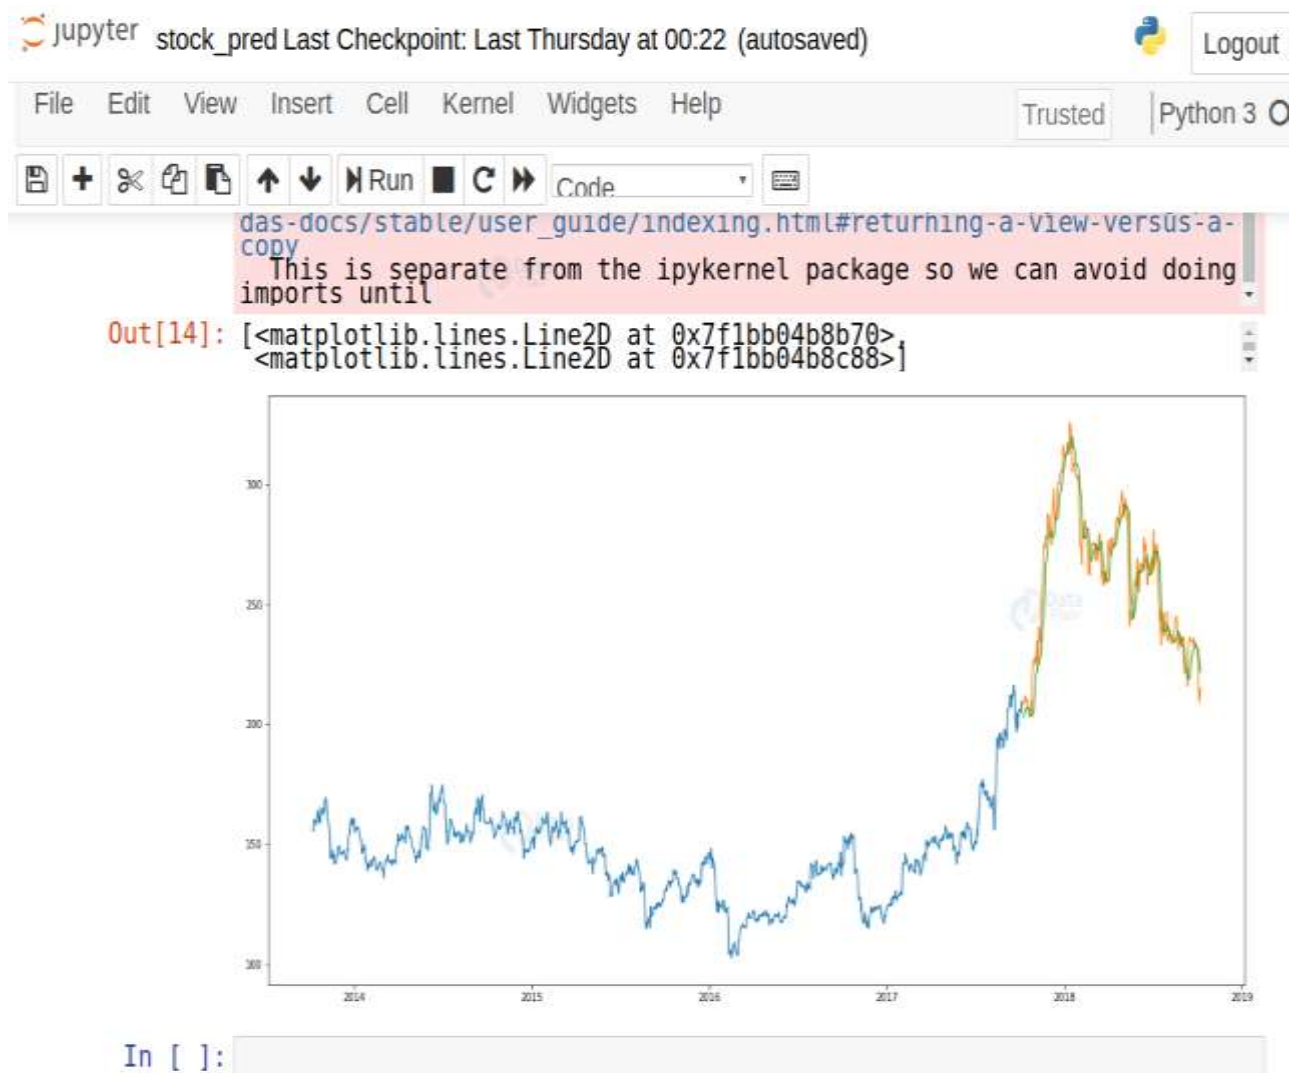 jupyter stock_pred Last Checkpoint: Last Thursday at 00:22 (autosaved)
Logout
File Edit View Insert Cell Kernel Widgets Help
Trusted
Python 3
Run
Code
das-docs/stable/user_guide/indexing.html#returning-a-view-versus-a-
copy
This is separate from the ipykernel package so we can avoid doing
imports until
Out[14]: [<matplotlib.lines.Line2D at 0x7f1bb04b8b70>,
<matplotlib.lines.Line2D at 0x7f1bb04b8c88>]
300
250
200
150
100
2014 2015 2016 2017 2018 2019
Data
In [ ]: